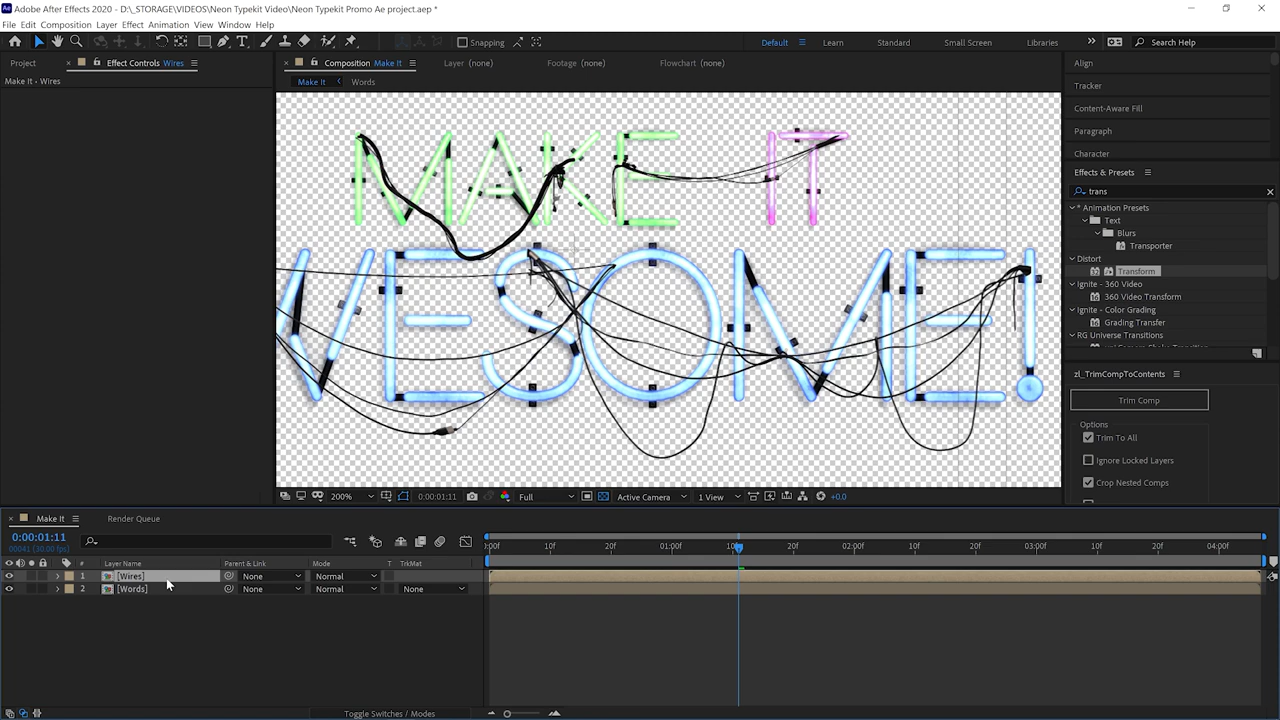 Adobe After Effects 2020 - D:\_STORAGE\VIDEOS\Neon Typekit Video\Neon Typekit Promo Ae project.aep *
File Edit Composition Layer Effect Animation View Window Help
Snapping
Default Learn Standard Small Screen Libraries Search Help
Project Effect Controls Wires Composition Make It Layer (none) Footage (none) Flowchart (none)
Make It • Wires
Make It Words
MAKE IT
WESOME!
Align
Tracker
Content-Aware Fill
Paragraph
Character
Effects & Presets
trans
* Animation Presets
Text
Blurs
Transporter
Distort
Transform
Ignite - 360 Video
360 Video Transform
Ignite - Color Grading
Grading Transfer
RG Universe Transitions
zl_TrimCompToContents
Trim Comp
Options
Trim To All
Ignore Locked Layers
Crop Nested Comps
200% 0:00:01:11 Full Active Camera 1 View +0.0
Make It Render Queue
0:00:01:11
00041 (30.00 fps)
# Layer Name Parent & Link Mode T TrkMat
:00f 10f 20f 01:00f 10f 20f 02:00f 10f 20f 03:00f 10f 20f 04:00f
1 [Wires] None Normal
2 [Words] None Normal None
Toggle Switches / Modes